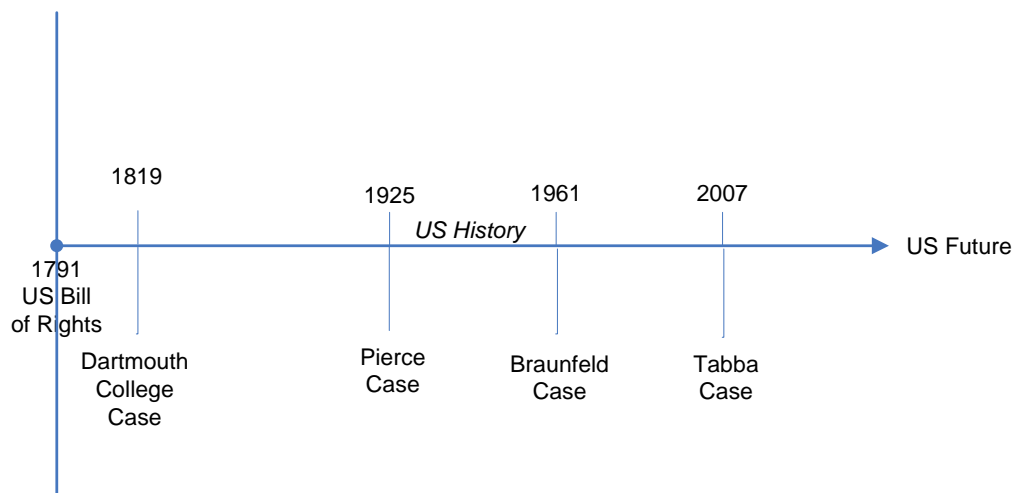 1819
1925
1961
2007
US History
US Future
1791
US Bill
of Rights
Dartmouth
College
Case
Pierce
Case
Braunfeld
Case
Tabba
Case